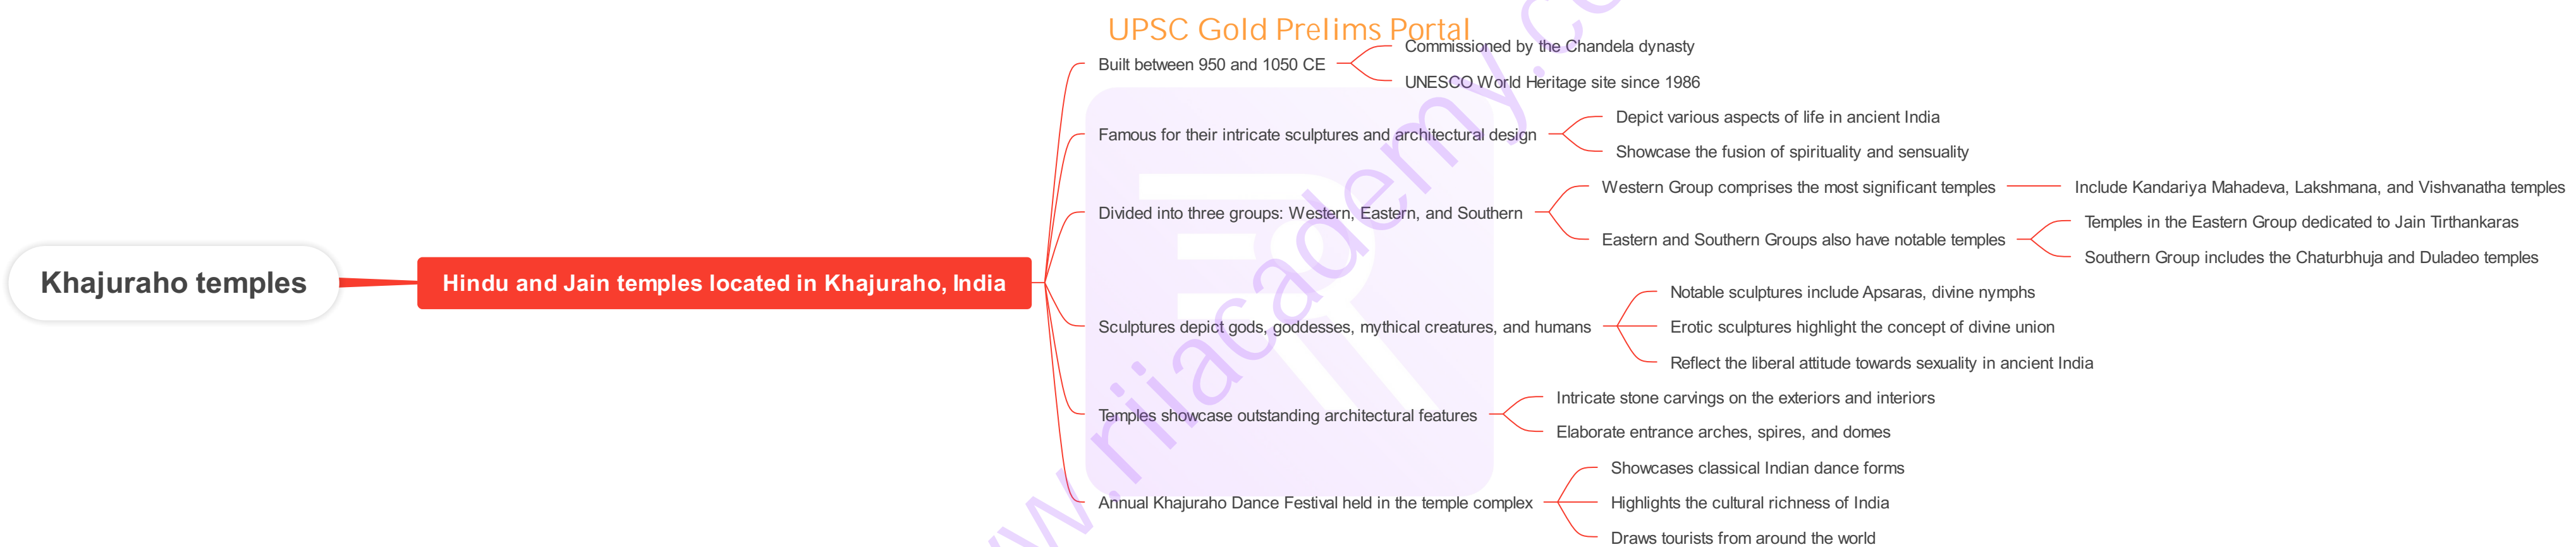 UPSC Gold Prelims Portal
Khajuraho temples
Hindu and Jain temples located in Khajuraho, India
Built between 950 and 1050 CE
Commissioned by the Chandela dynasty
UNESCO World Heritage site since 1986
Famous for their intricate sculptures and architectural design
Depict various aspects of life in ancient India
Showcase the fusion of spirituality and sensuality
Divided into three groups: Western, Eastern, and Southern
Western Group comprises the most significant temples
Include Kandariya Mahadeva, Lakshmana, and Vishvanatha temples
Eastern and Southern Groups also have notable temples
Temples in the Eastern Group dedicated to Jain Tirthankaras
Southern Group includes the Chaturbhuja and Duladeo temples
Sculptures depict gods, goddesses, mythical creatures, and humans
Notable sculptures include Apsaras, divine nymphs
Erotic sculptures highlight the concept of divine union
Reflect the liberal attitude towards sexuality in ancient India
Temples showcase outstanding architectural features
Intricate stone carvings on the exteriors and interiors
Elaborate entrance arches, spires, and domes
Annual Khajuraho Dance Festival held in the temple complex
Showcases classical Indian dance forms
Highlights the cultural richness of India
Draws tourists from around the world